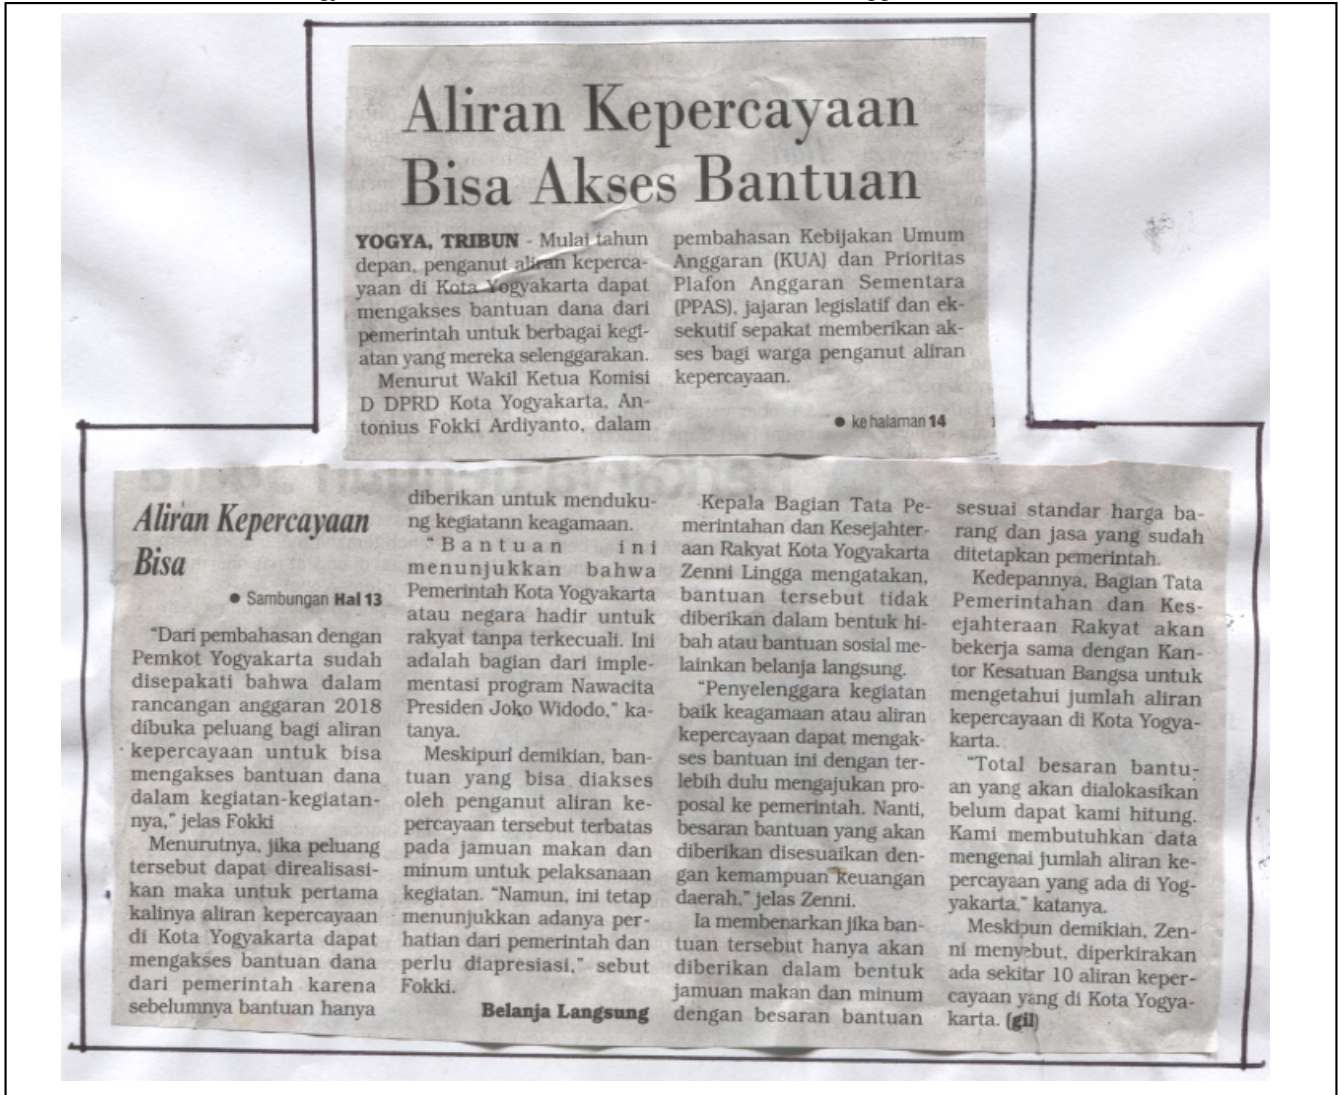 Aliran Kepercayaan
Bisa Akses Bantuan
YOGYA, TRIBUN - Mulai tahun
depan, penganut aliran keperca-
yaan di Kota Yogyakarta dapat
mengakses bantuan dana dari
pemerintah untuk berbagai kegi-
atan yang mereka selenggarakan.
Menurut Wakil Ketua Komisi
D DPRD Kota Yogyakarta, An-
tonius Fokki Ardiyanto, dalam
pembahasan Kebijakan Umum
Anggaran (KUA) dan Prioritas
Plafon Anggaran Sementara
(PPAS), jajaran legislatif dan ek-
sekutif sepakat memberikan ak-
ses bagi warga penganut aliran
kepercayaan.
● ke halaman 14
Aliran Kepercayaan
Bisa
● Sambungan Hal 13
"Dari pembahasan dengan
Pemkot Yogyakarta sudah
disepakati bahwa dalam
rancangan anggaran 2018
dibuka peluang bagi aliran
kepercayaan untuk bisa
mengakses bantuan dana
dalam kegiatan-kegiatan-
nya," jelas Fokki
Menurutnya, jika peluang
tersebut dapat direalisasi-
kan maka untuk pertama
kalinya aliran kepercayaan
di Kota Yogyakarta dapat
mengakses bantuan dana
dari pemerintah karena
sebelumnya bantuan hanya
diberikan untuk menduku-
ng kegiatann keagamaan.
"Bantuan ini
menunjukkan bahwa
Pemerintah Kota Yogyakarta
atau negara hadir untuk
rakyat tanpa terkecuali. Ini
adalah bagian dari imple-
mentasi program Nawacita
Presiden Joko Widodo," ka-
tanya.
Meskipun demikian, ban-
tuan yang bisa diakses
oleh penganut aliran ke-
percayaan tersebut terbatas
pada jamuan makan dan
minum untuk pelaksanaan
kegiatan. "Namun, ini tetap
menunjukkan adanya per-
hatian dari pemerintah dan
perlu diapresiasi," sebut
Fokki.
Belanja Langsung
Kepala Bagian Tata Pe-
merintahan dan Kesejahter-
aan Rakyat Kota Yogyakarta
Zenni Lingga mengatakan,
bantuan tersebut tidak
diberikan dalam bentuk hi-
bah atau bantuan sosial me-
lainkan belanja langsung.
"Penyelenggara kegiatan
baik keagamaan atau aliran
kepercayaan dapat mengak-
ses bantuan ini dengan ter-
lebih dulu mengajukan pro-
posal ke pemerintah. Nanti,
besaran bantuan yang akan
diberikan disesuaikan den-
gan kemampuan keuangan
daerah," jelas Zenni.
Ia membenarkan jika ban-
tuan tersebut hanya akan
diberikan dalam bentuk
jamuan makan dan minum
dengan besaran bantuan
sesuai standar harga ba-
rang dan jasa yang sudah
ditetapkan pemerintah.
Kedepannya, Bagian Tata
Pemerintahan dan Kes-
ejahteraan Rakyat akan
bekerja sama dengan Kan-
tor Kesatuan Bangsa untuk
mengetahui jumlah aliran
kepercayaan di Kota Yogya-
karta.
"Total besaran bantu-
an yang akan dialokasikan
belum dapat kami hitung.
Kami membutuhkan data
mengenai jumlah aliran ke-
percayaan yang ada di Yog-
yakarta," katanya.
Meskipun demikian, Zen-
ni menyebut, diperkirakan
ada sekitar 10 aliran keper-
cayaan yang di Kota Yogya-
karta. (gil)